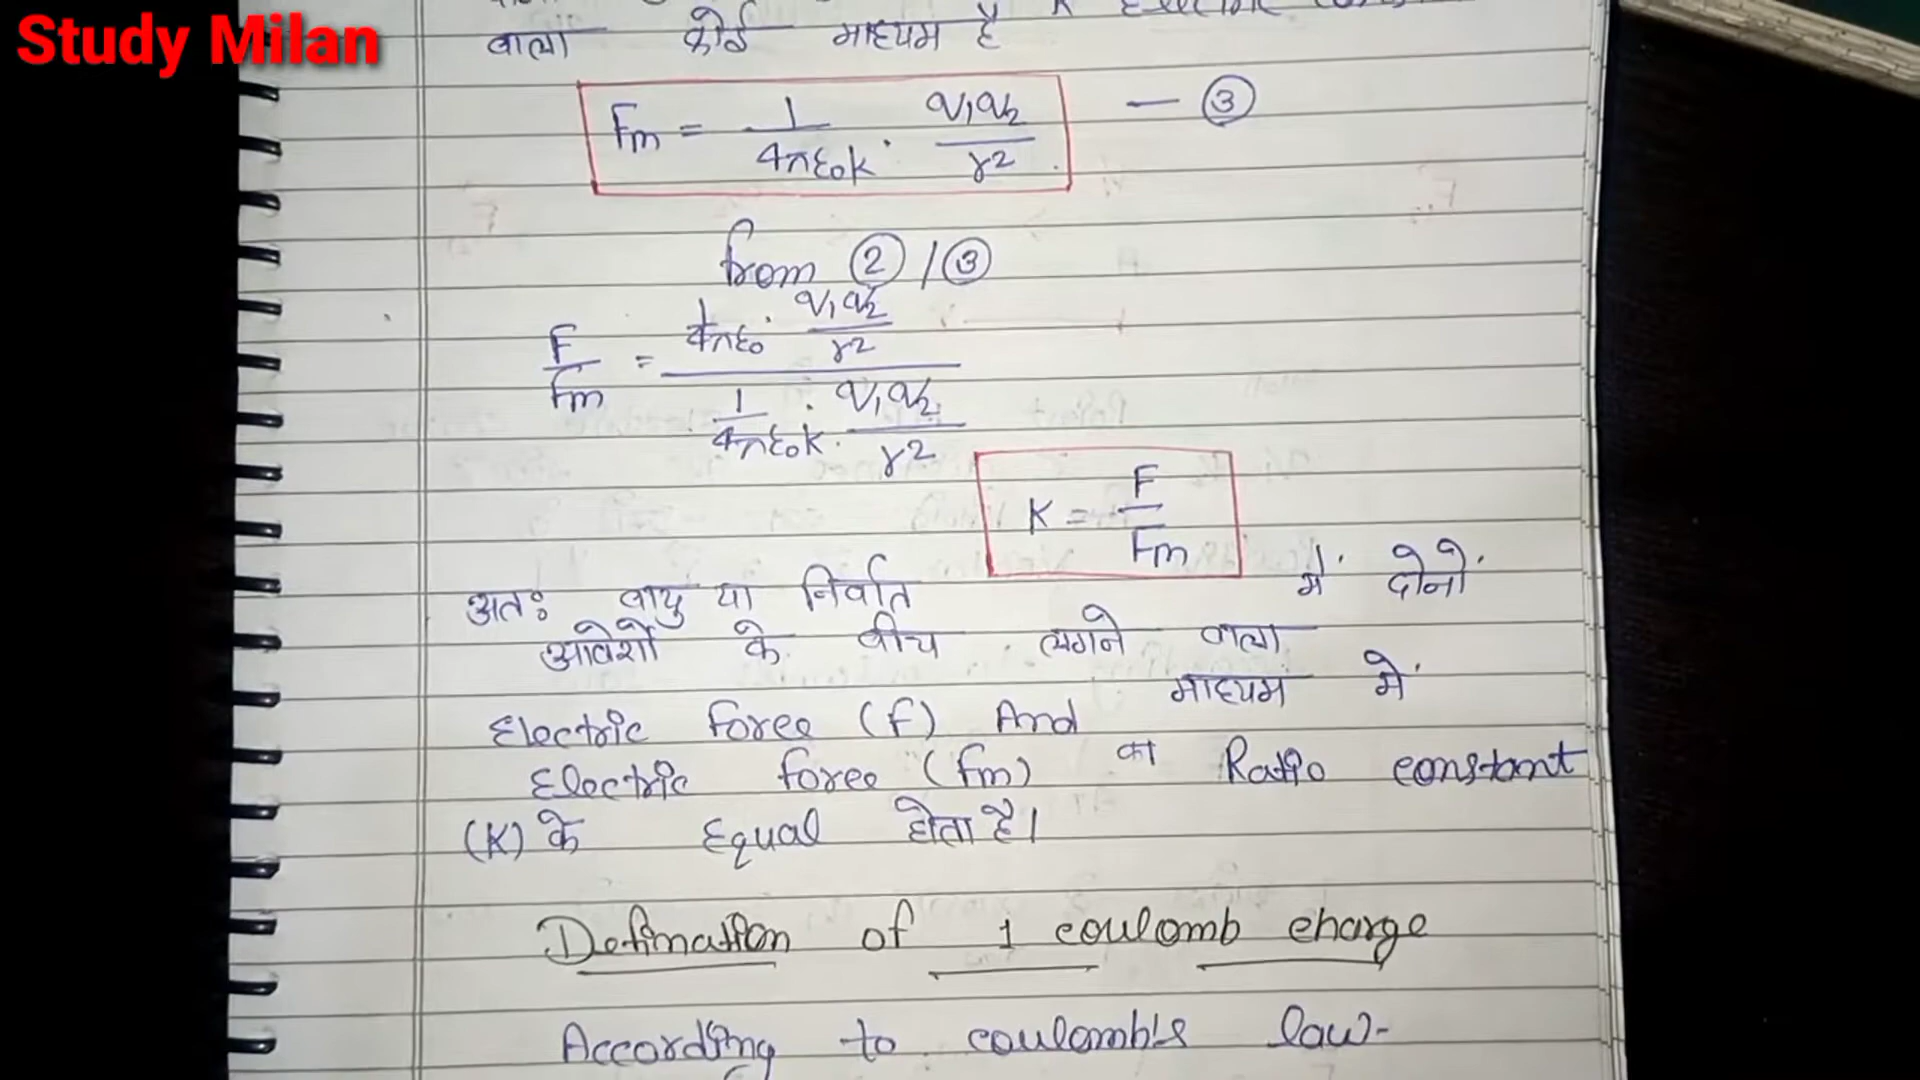 Study Milan
वाला कोई माध्यम है
Fm = 1/4πε₀k · q₁q₂/r² — ③
from ② / ③
F/Fm = (1/4πε₀ · q₁q₂/r²) / (1/4πε₀k · q₁q₂/r²)
K = F/Fm
अतः वायु या निर्वात में दोनों
आवेशों के बीच लगने वाला
Electric Force (F) And माध्यम में
Electric force (Fm) का Ratio constant
(K) के Equal होता है।
Defination of 1 coulomb charge
According to coulomb's law-